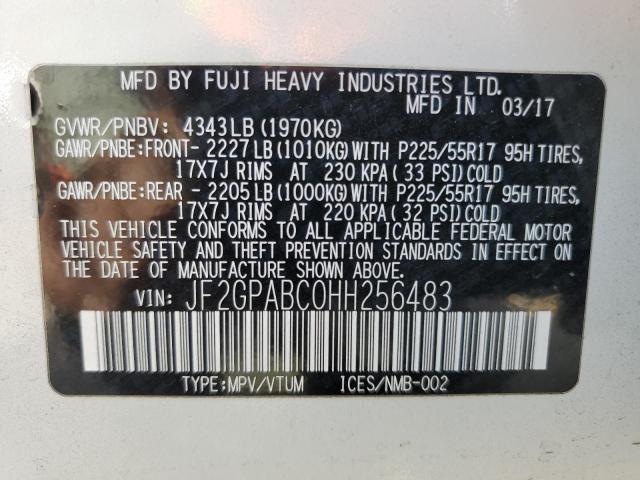 MFD BY FUJI HEAVY INDUSTRIES LTD.
MFD IN 03/17
GVWR/PNBV: 4343LB (1970KG)
GAWR/PNBE:FRONT- 2227LB (1010KG) WITH P225/55R17 95H TIRES,
17X7J RIMS AT 230 KPA (33 PSI) COLD
GAWR/PNBE:REAR - 2205LB (1000KG) WITH P225/55R17 95H TIRES,
17X7J RIMS AT 220 KPA (32 PSI) COLD
THIS VEHICLE CONFORMS TO ALL APPLICABLE FEDERAL MOTOR
VEHICLE SAFETY AND THEFT PREVENTION STANDARDS IN EFFECT ON
THE DATE OF MANUFACTURE SHOWN ABOVE.
VIN: JF2GPABC0HH256483
TYPE:MPV/VTUM ICES/NMB-002